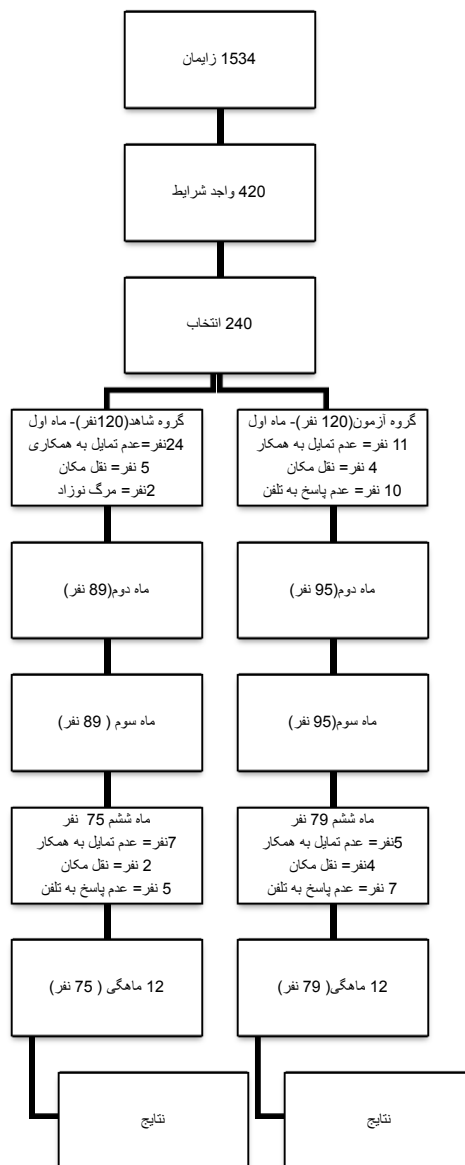 1534 زایمان
420 واجد شرایط
240 انتخاب
گروه آزمون(120 نفر)- ماه اول
11 نفر= عدم تمایل به همکار
4 نفر= نقل مکان
10 نفر= عدم پاسخ به تلفن
گروه شاهد(120نفر)- ماه اول
24نفر=عدم تمایل به همکاری
5 نفر= نقل مکان
2نفر= مرگ نوزاد
ماه دوم(95 نفر)
ماه دوم(89 نفر)
ماه سوم(95 نفر)
ماه سوم ( 89 نفر)
ماه ششم 79 نفر
5نفر= عدم تمایل به همکار
4نفر= نقل مکان
7 نفر= عدم پاسخ به تلفن
ماه ششم 75 نفر
7نفر= عدم تمایل به همکار
2 نفر= نقل مکان
5 نفر= عدم پاسخ به تلفن
12 ماهگی( 79 نفر)
12 ماهگی ( 75 نفر)
نتایج
نتایج